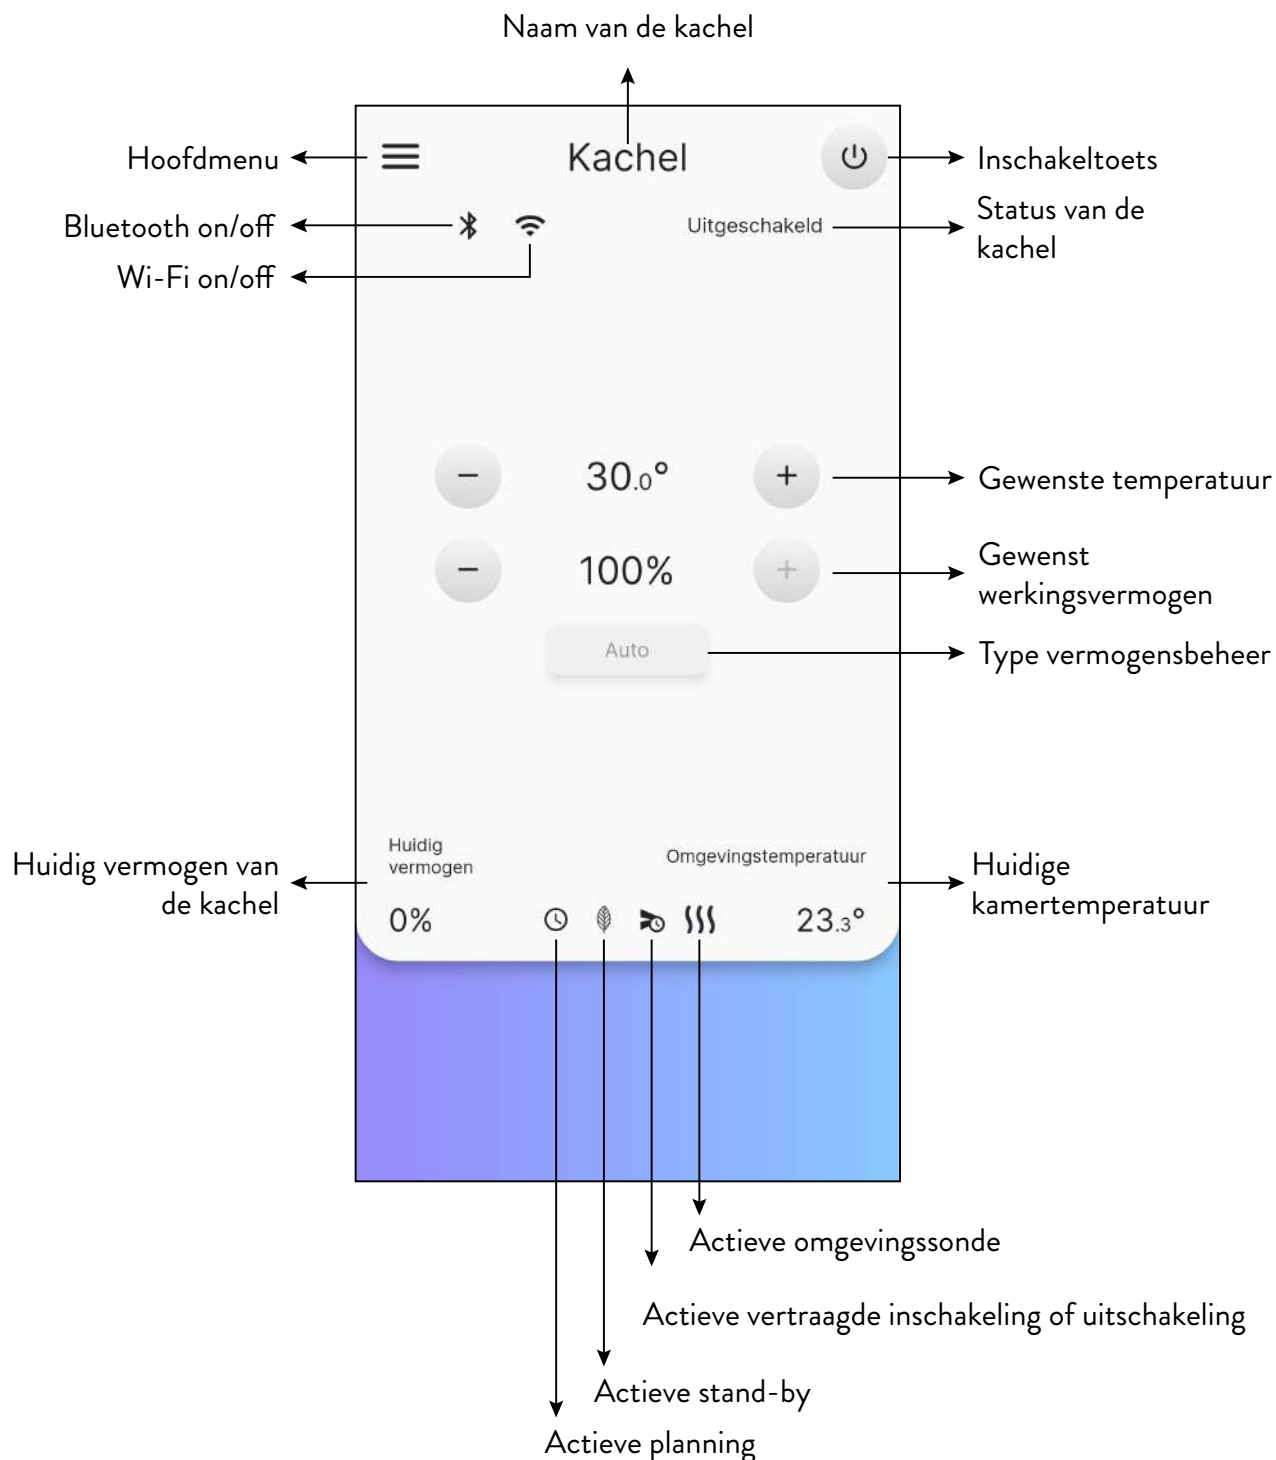 Naam van de kachel
Hoofdmenu
Kachel
Inschakeltoets
Bluetooth on/off
Uitgeschakeld
Status van de
kachel
Wi-Fi on/off
− 30.0° +
Gewenste temperatuur
− 100% +
Gewenst
werkingsvermogen
Auto
Type vermogensbeheer
Huidig vermogen van
de kachel
Huidig
vermogen
Omgevingstemperatuur
Huidige
kamertemperatuur
0%
23.3°
Actieve omgevingssonde
Actieve vertraagde inschakeling of uitschakeling
Actieve stand-by
Actieve planning